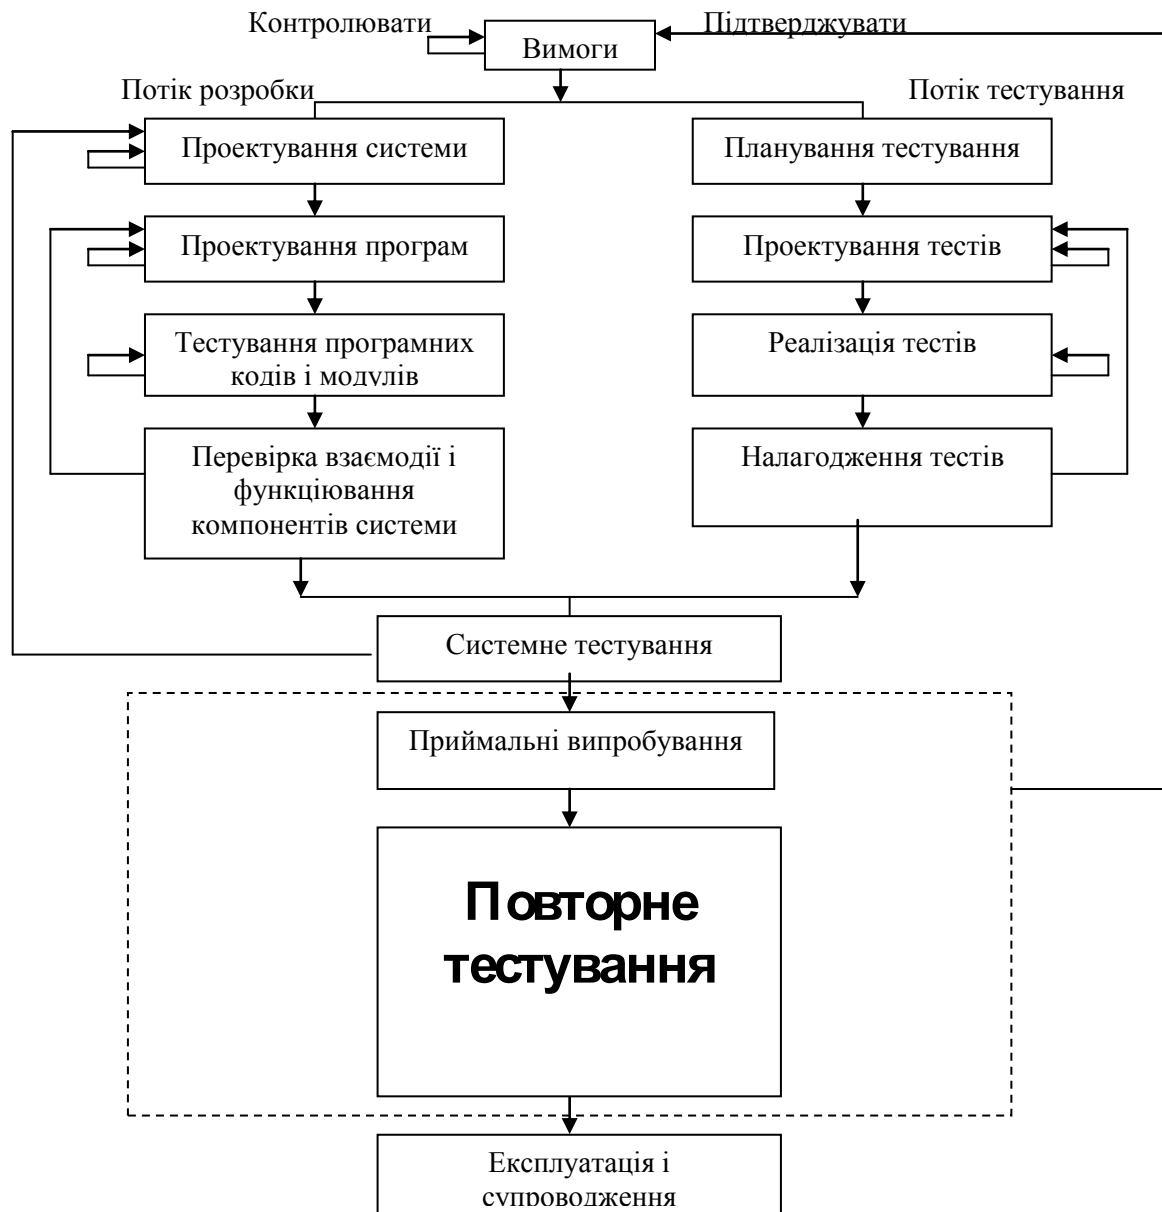 Контролювати
Підтверджувати
Вимоги
Потік розробки
Потік тестування
Проектування системи
Планування тестування
Проектування програм
Проектування тестів
Тестування програмних
кодів і модулів
Реалізація тестів
Перевірка взаємодії і
функціювання
компонентів системи
Налагодження тестів
Системне тестування
Приймальні випробування
Повторне
тестування
Експлуатація і
супроводження